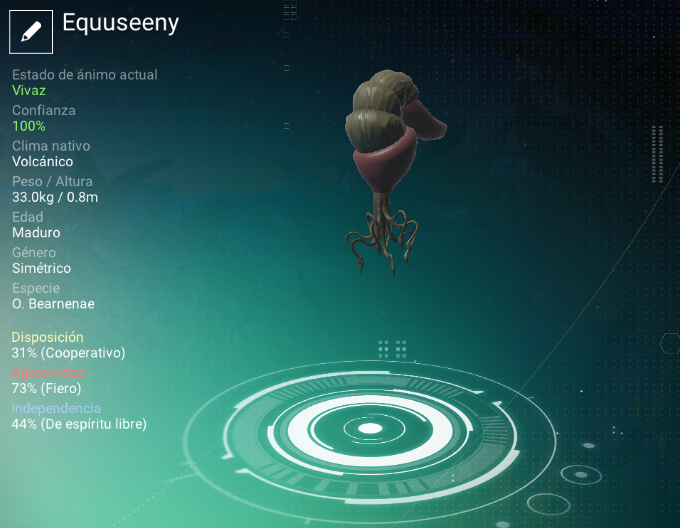 Equuseeny
Estado de ánimo actual
Vivaz
Confianza
100%
Clima nativo
Volcánico
Peso / Altura
33.0kg / 0.8m
Edad
Maduro
Género
Simétrico
Especie
O. Bearnenae
Disposición
31% (Cooperativo)
Agresividad
73% (Fiero)
Independencia
44% (De espíritu libre)